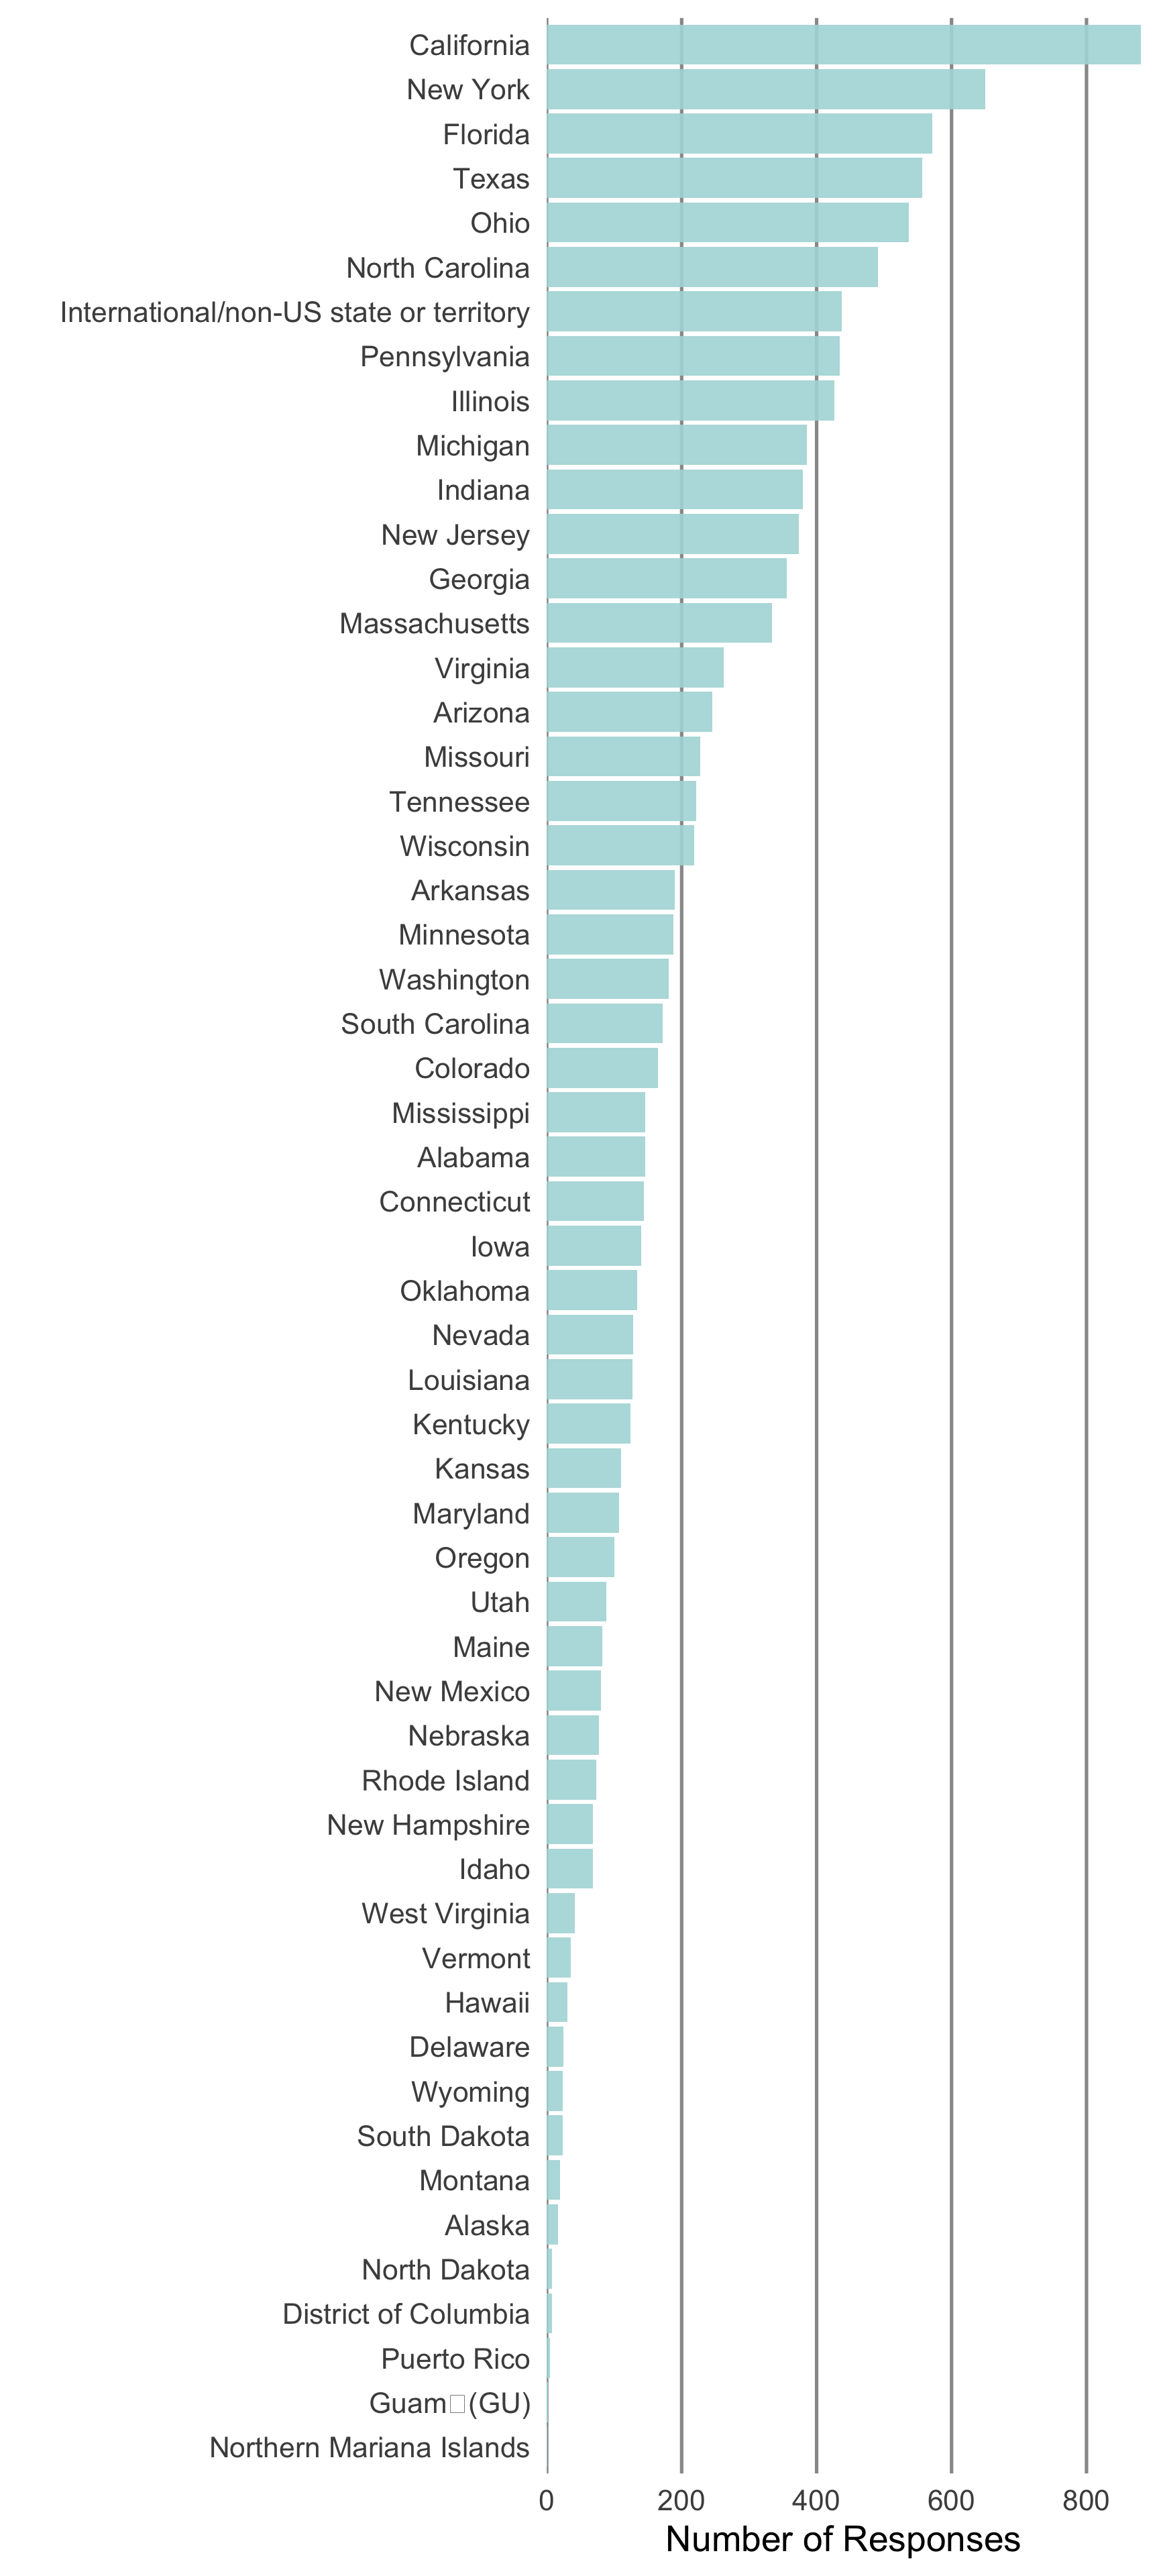 California
New York
Florida
Texas
Ohio
North Carolina
International/non-US state or territory
Pennsylvania
Illinois
Michigan
Indiana
New Jersey
Georgia
Massachusetts
Virginia
Arizona
Missouri
Tennessee
Wisconsin
Arkansas
Minnesota
Washington
South Carolina
Colorado
Mississippi
Alabama
Connecticut
Iowa
Oklahoma
Nevada
Louisiana
Kentucky
Kansas
Maryland
Oregon
Utah
Maine
New Mexico
Nebraska
Rhode Island
New Hampshire
Idaho
West Virginia
Vermont
Hawaii
Delaware
Wyoming
South Dakota
Montana
Alaska
North Dakota
District of Columbia
Puerto Rico
Guam□(GU)
Northern Mariana Islands
0 200 400 600 800
Number of Responses